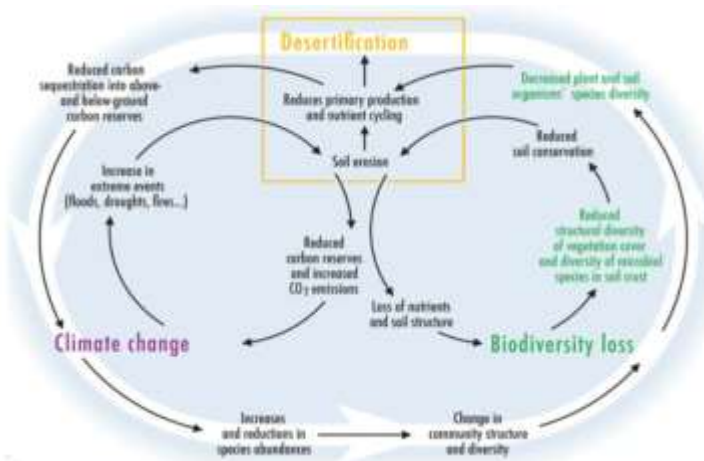 Desertification
Reduced carbon
sequestration into above-
and below-ground
carbon reserves
Reduces primary production
and nutrient cycling
Decreased plant and soil
organisms' species diversity
Soil erosion
Reduced
soil conservation
Increase in
extreme events
(floods, droughts, fires...)
Reduced
carbon reserves
and increased
CO2 emissions
Reduced
structural diversity
of vegetation cover
and diversity of microbial
species in soil crust
Loss of nutrients
and soil structure
Climate change
Biodiversity loss
Increases
and reductions in
species abundances
Change in
community structure
and diversity